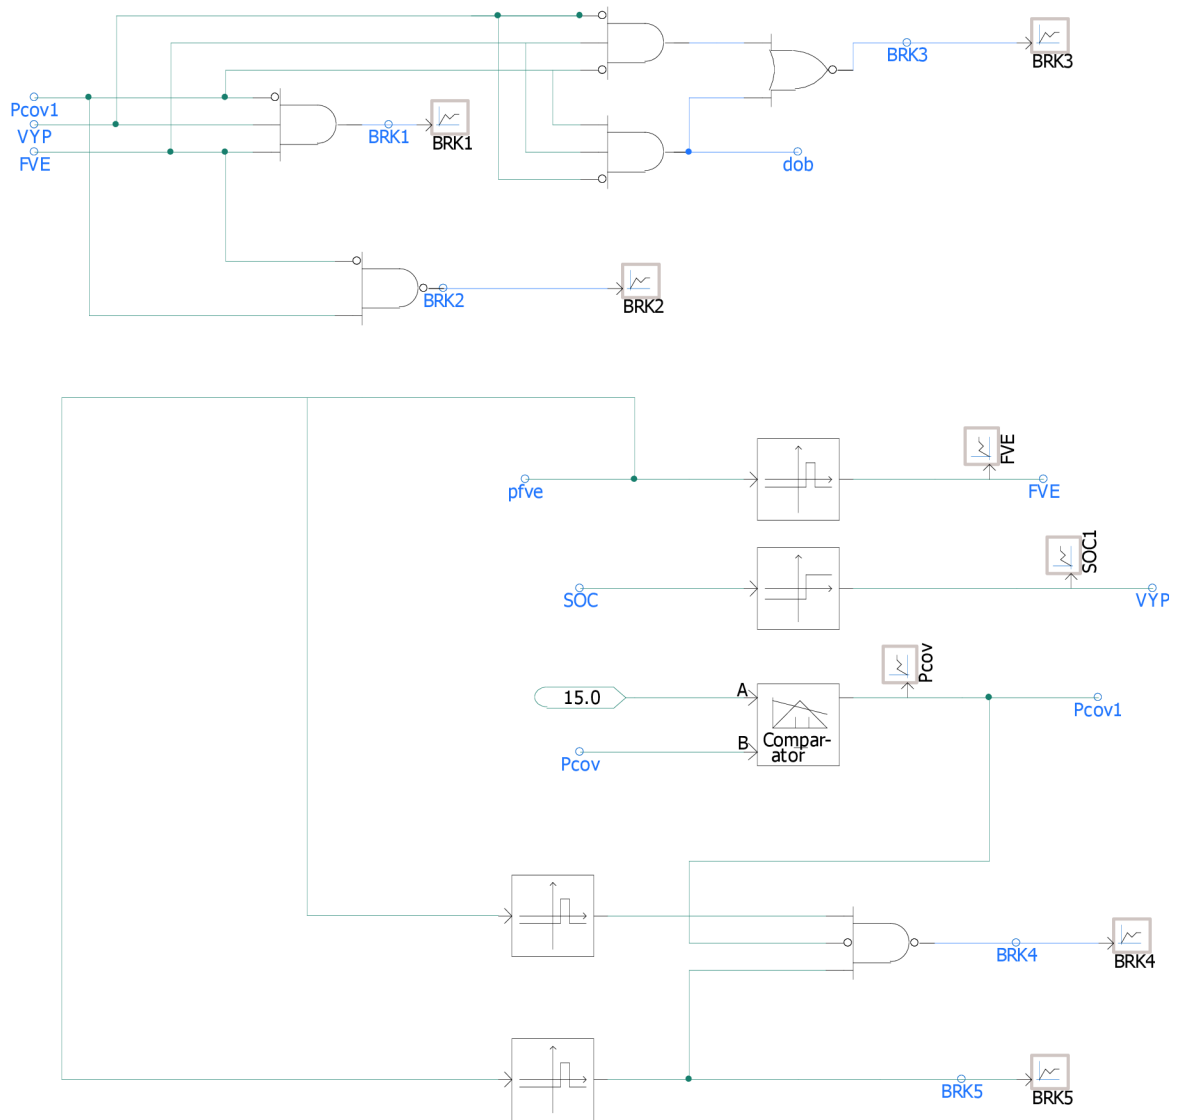 BRK3
BRK3
Pcov1
VYP
FVE
BRK1
BRK1
dob
BRK2
BRK2
pfve
FVE
FVE
SOC
SOC1
VYP
15.0
A
B
Compar-
ator
Pcov
Pcov
Pcov1
BRK4
BRK4
BRK5
BRK5